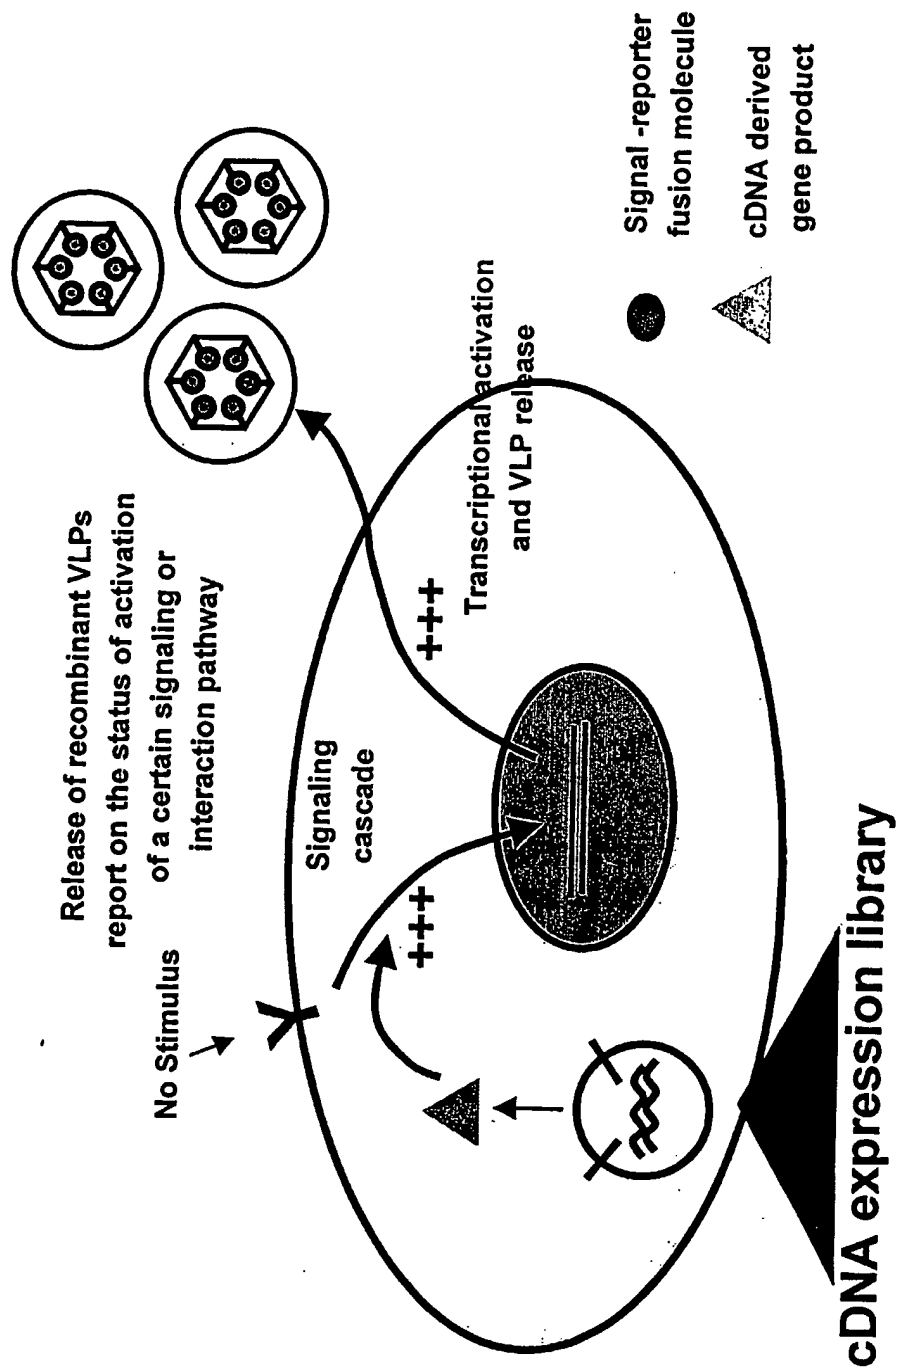 Release of recombinant VLPs
report on the status of activation
of a certain signaling or
interaction pathway
No Stimulus
Signaling
cascade
+++
+++
Transcriptional activation
and VLP release
Signal -reporter
fusion molecule
cDNA derived
gene product
cDNA expression library